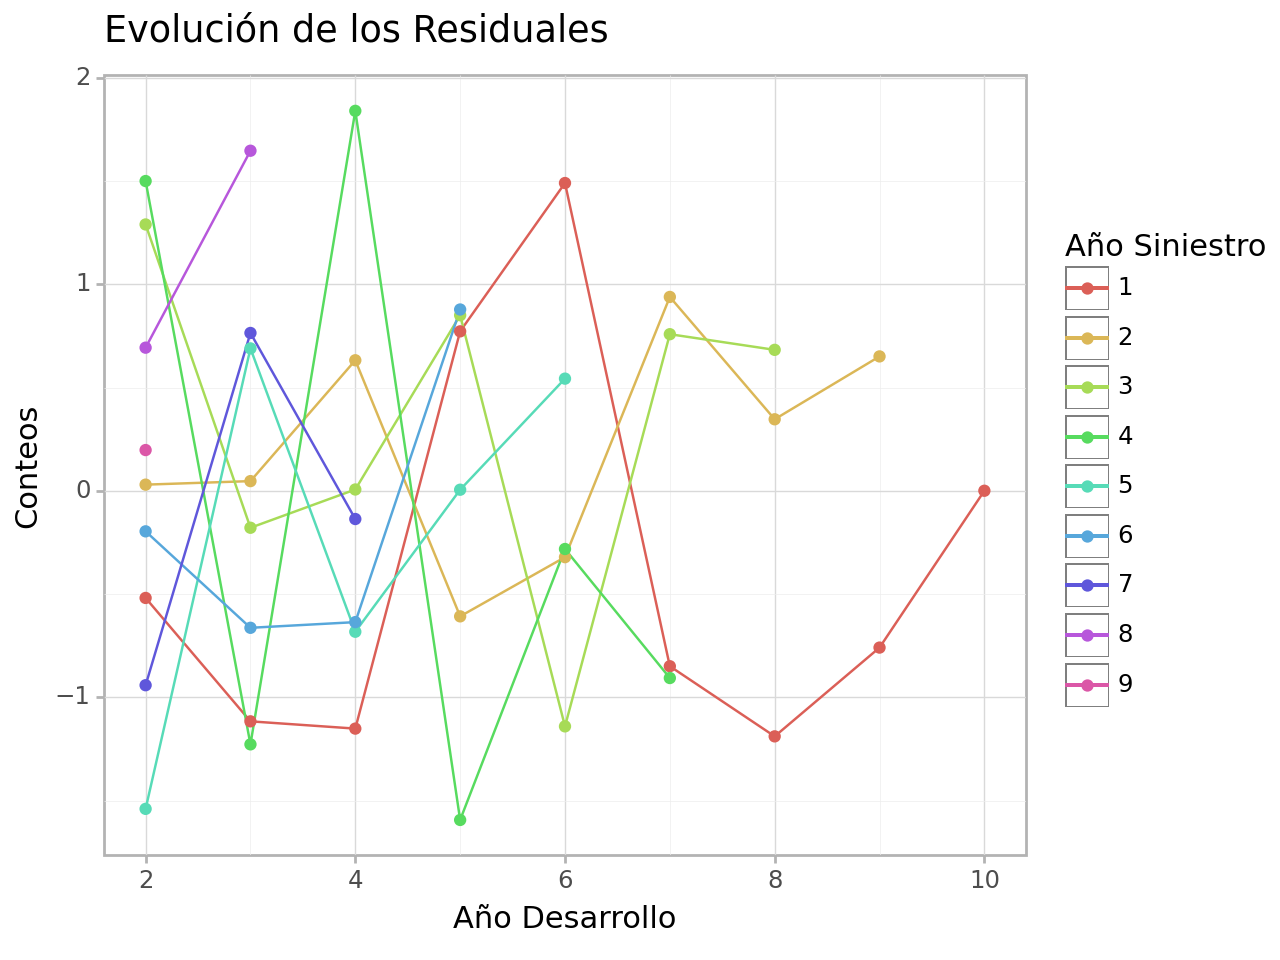 Evolución de los Residuales
2
1
0
−1
Conteos
2 4 6 8 10
Año Desarrollo
Año Siniestro
1
2
3
4
5
6
7
8
9